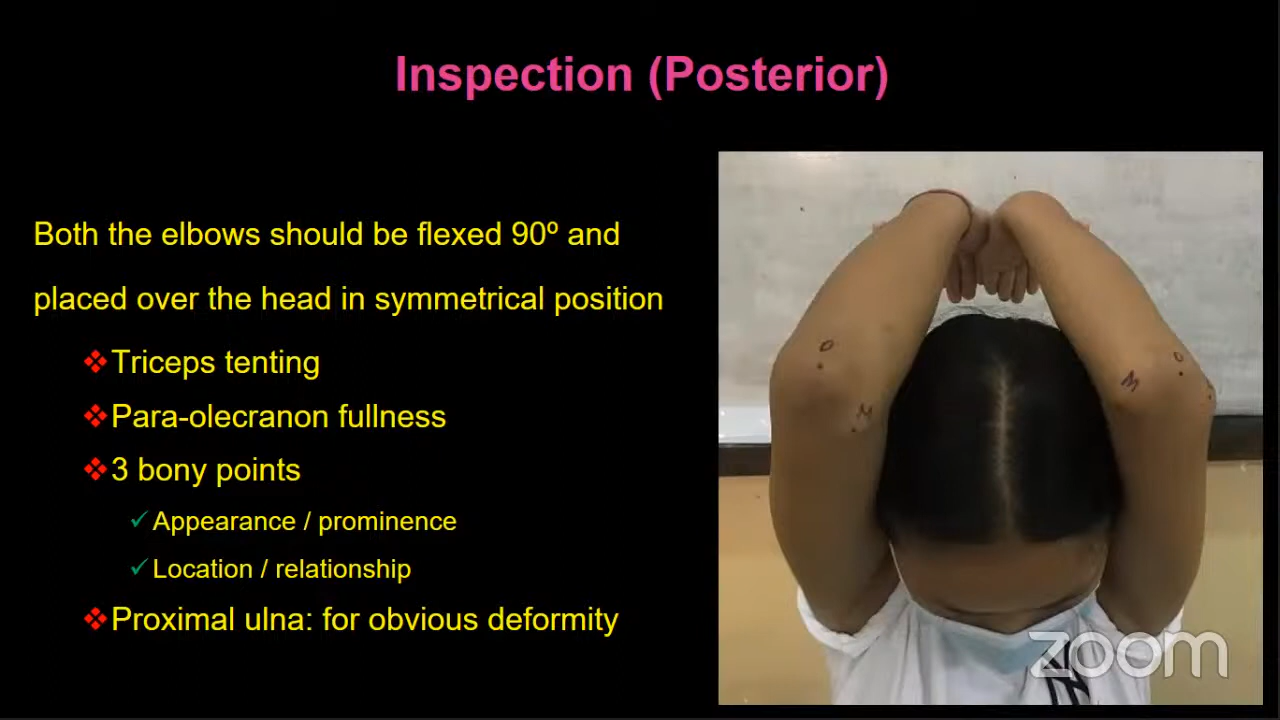 Inspection (Posterior)
Both the elbows should be flexed 90º and
placed over the head in symmetrical position
❖Triceps tenting
❖Para-olecranon fullness
❖3 bony points
✓Appearance / prominence
✓Location / relationship
❖Proximal ulna: for obvious deformity
O
O
M
M
zoom